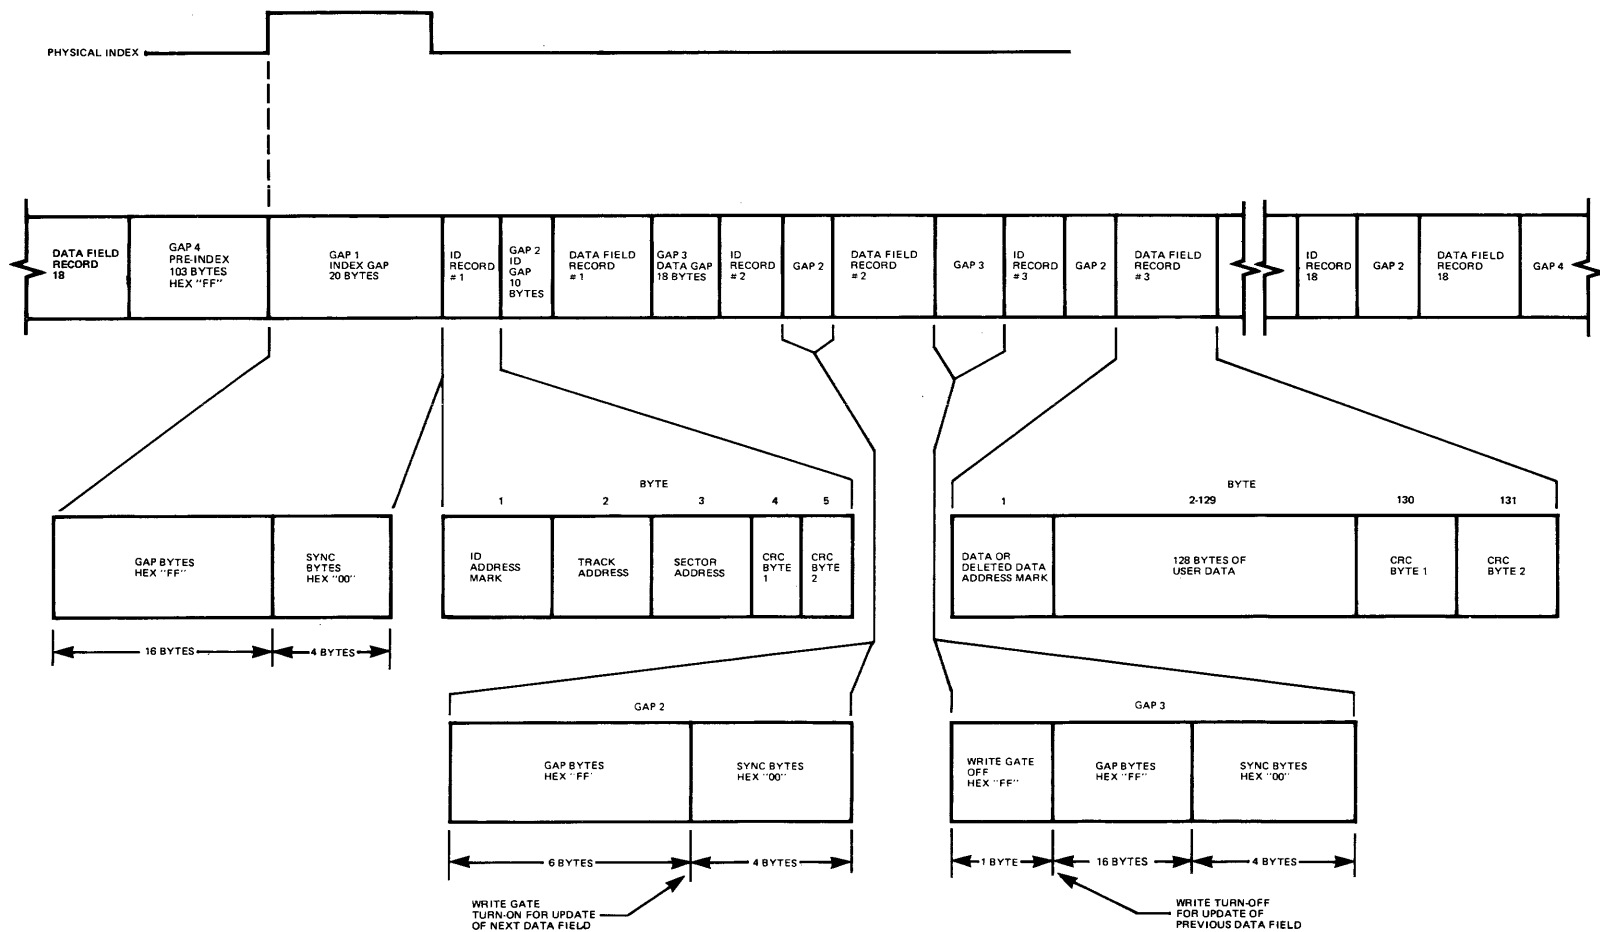 PHYSICAL INDEX
DATA FIELD
RECORD
18
GAP 4
PRE-INDEX
103 BYTES
HEX "FF"
GAP 1
INDEX GAP
20 BYTES
ID
RECORD
# 1
GAP 2
ID
GAP
10
BYTES
DATA FIELD
RECORD
# 1
GAP 3
DATA GAP
18 BYTES
ID
RECORD
# 2
GAP 2
DATA FIELD
RECORD
# 2
GAP 3
ID
RECORD
# 3
GAP 2
DATA FIELD
RECORD
# 3
ID
RECORD
18
GAP 2
DATA FIELD
RECORD
18
GAP 4
GAP BYTES
HEX "FF"
SYNC
BYTES
HEX "00"
16 BYTES
4 BYTES
BYTE
1 2 3 4 5
ID
ADDRESS
MARK
TRACK
ADDRESS
SECTOR
ADDRESS
CRC
BYTE
1
CRC
BYTE
2
BYTE
1 2-129 130 131
DATA OR
DELETED DATA
ADDRESS MARK
128 BYTES OF
USER DATA
CRC
BYTE 1
CRC
BYTE 2
GAP 2
GAP BYTES
HEX "FF'
SYNC BYTES
HEX "00"
6 BYTES
4 BYTES
WRITE GATE
TURN-ON FOR UPDATE
OF NEXT DATA FIELD
GAP 3
WRITE GATE
OFF
HEX "FF"
GAP BYTES
HEX "FF"
SYNC BYTES
HEX "00"
1 BYTE
16 BYTES
4 BYTES
WRITE TURN-OFF
FOR UPDATE OF
PREVIOUS DATA FIELD